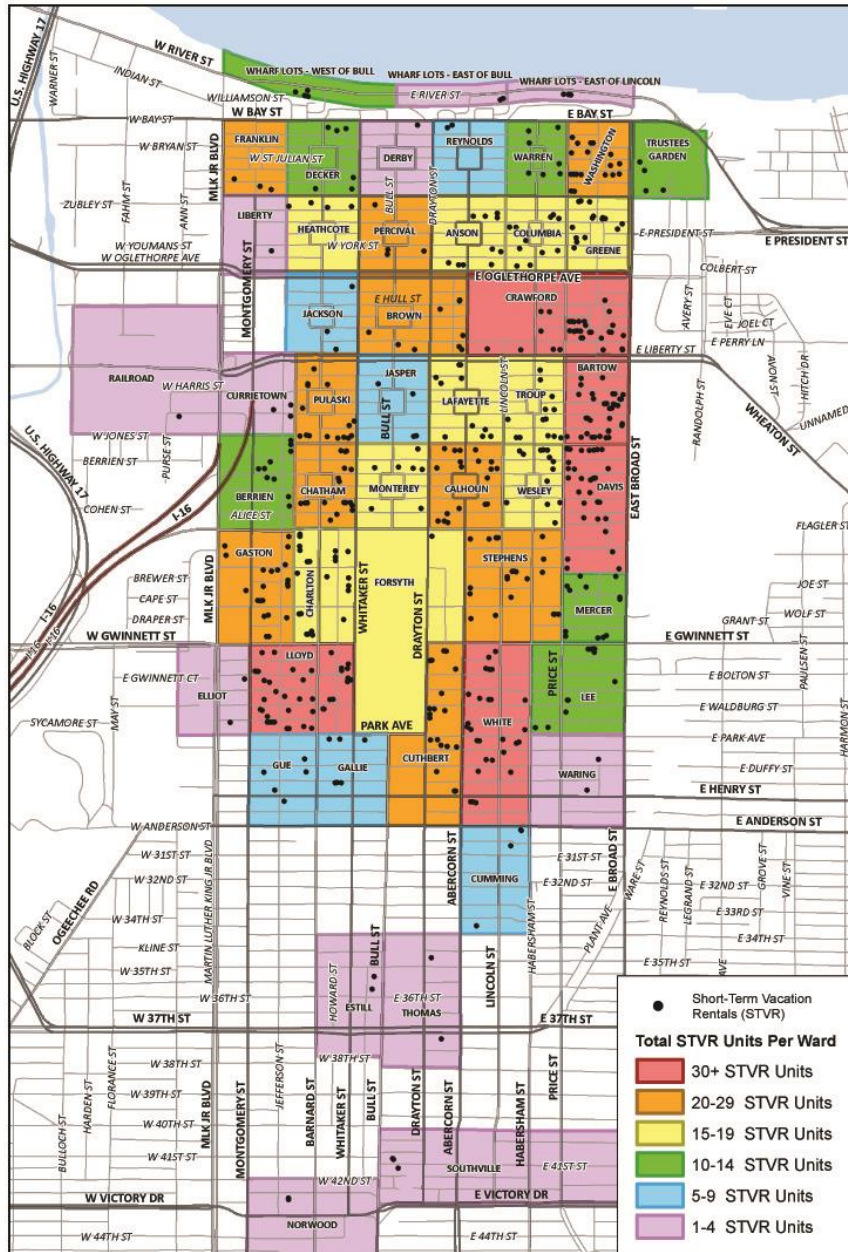 U.S. HIGHWAY 17
WARNER ST
W RIVER ST
INDIAN ST
WHARF LOTS - WEST OF BULL
WHARF LOTS - EAST OF BULL
WHARF LOTS - EAST OF LINCOLN
WILLIAMSON ST
E RIVER ST
W BAY ST
W BAY ST
E BAY ST
FRANKLIN
REYNOLDS
W BRYAN ST
W ST JULIAN ST
DERBY
WARREN
WASHINGTON
TRUSTEES
GARDEN
DECKER
MLK JR BLVD
FAHM ST
ANN ST
BULL ST
DRAYTON ST
ZUBLEY ST
LIBERTY
HEATHCOTE
PERCIVAL
ANSON
COLUMBIA
GREENE
E PRESIDENT ST
E PRESIDENT ST
W YOUMANS ST
W YORK ST
W OGLETHORPE AVE
E OGLETHORPE AVE
COLBERT ST
MONTGOMERY ST
CRAWFORD
E HULL ST
JACKSON
BROWN
AVERY ST
EVE CT
JOEL CT
E PERRY LN
E LIBERTY ST
AVON ST
HITCH DR
RAILROAD
W HARRIS ST
CURRIETOWN
PULASKI
JASPER
BULL ST
LAFAYETTE
LINCOLN ST
TROUP
BARTOW
RANDOLPH ST
WHEATON ST
UNNAMED
W JONES ST
BERRIEN ST
PURSE ST
U.S. HIGHWAY 17
COHEN ST
I-16
BERRIEN
ALICE ST
CHATHAM
MONTEREY
CALHOUN
WESLEY
DAVIS
EAST BROAD ST
FLAGLER ST
MLK JR BLVD
GASTON
CHARLTON
WHITAKER ST
FORSYTH
DRAYTON ST
STEPHENS
BREWER ST
CAPE ST
DRAPER ST
JOE ST
WOLF ST
GRANT ST
MERCER
I-16
I-16
I-16
W GWINNETT ST
E GWINNETT ST
PAULSEN ST
E GWINNETT CT
ELLIOT
LLOYD
PRICE ST
LEE
E BOLTON ST
E WALDBURG ST
SYCAMORE ST
MAY ST
PARK AVE
WHITE
E PARK AVE
HARMON ST
GUE
GALLIE
CUTHBERT
WARING
E DUFFY ST
E HENRY ST
W ANDERSON ST
E ANDERSON ST
W 31ST ST
W 32ND ST
MARTIN LUTHER KING JR BLVD
ABERCORN ST
CUMMING
E 31ST ST
E 32ND ST
E BROAD ST
WARE ST
REYNOLDS ST
LEGRAND ST
GROVE ST
VINE ST
E 32ND ST
E 33RD ST
E 34TH ST
BLOCK ST
OGEECHEE RD
W 34TH ST
KLINE ST
W 35TH ST
W 36TH ST
HOWARD ST
BULL ST
E 36TH ST
LINCOLN ST
HABERSHAM ST
PLANT AVE
E 35TH ST
AVE
ESTILL
THOMAS
W 37TH ST
E 37TH ST
W 38TH ST
W 38TH ST
BULLOCH ST
HARDEN ST
FLORANCE ST
W 39TH ST
W 40TH ST
W 41ST ST
MLK JR BLVD
MONTGOMERY ST
JEFFERSON ST
BARNARD ST
WHITAKER ST
BULL ST
DRAYTON ST
ABERCORN ST
HABERSHAM ST
PRICE ST
SOUTHVILLE
E 41ST ST
W 42ND ST
W VICTORY DR
E VICTORY DR
NORWOOD
W 44TH ST
E 44TH ST
Short-Term Vacation
Rentals (STVR)
Total STVR Units Per Ward
30+ STVR Units
20-29 STVR Units
15-19 STVR Units
10-14 STVR Units
5-9 STVR Units
1-4 STVR Units